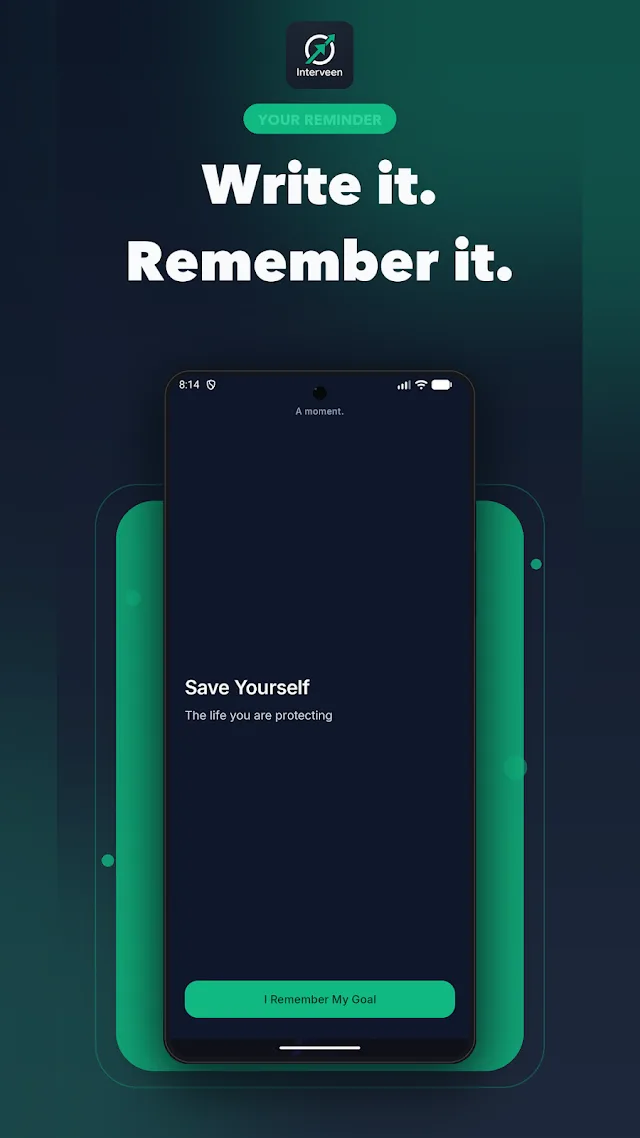 Interveen
YOUR REMINDER
Write it.
Remember it.
8:14
A moment.
Save Yourself
The life you are protecting
I Remember My Goal